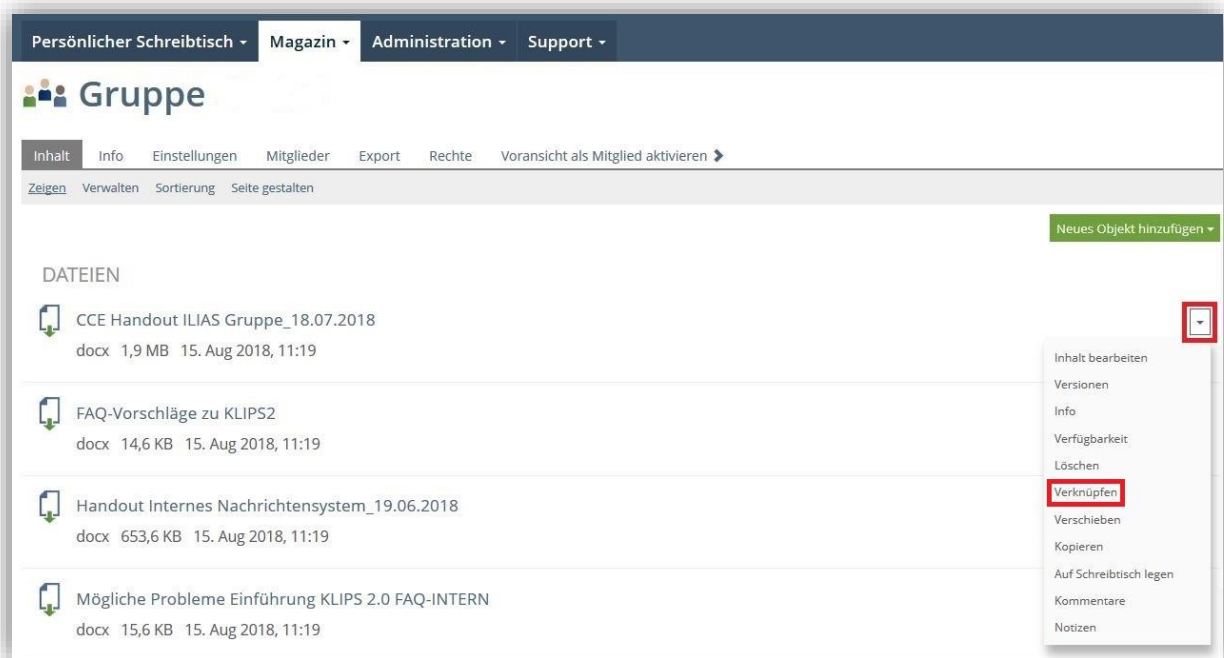 Persönlicher Schreibtisch Magazin Administration Support
Gruppe
Inhalt Info Einstellungen Mitglieder Export Rechte Voransicht als Mitglied aktivieren
Zeigen Verwalten Sortierung Seite gestalten
Neues Objekt hinzufügen
DATEIEN
CCE Handout ILIAS Gruppe_18.07.2018
docx 1,9 MB 15. Aug 2018, 11:19
FAQ-Vorschläge zu KLIPS2
docx 14,6 KB 15. Aug 2018, 11:19
Handout Internes Nachrichtensystem_19.06.2018
docx 653,6 KB 15. Aug 2018, 11:19
Mögliche Probleme Einführung KLIPS 2.0 FAQ-INTERN
docx 15,6 KB 15. Aug 2018, 11:19
Inhalt bearbeiten
Versionen
Info
Verfügbarkeit
Löschen
Verknüpfen
Verschieben
Kopieren
Auf Schreibtisch legen
Kommentare
Notizen